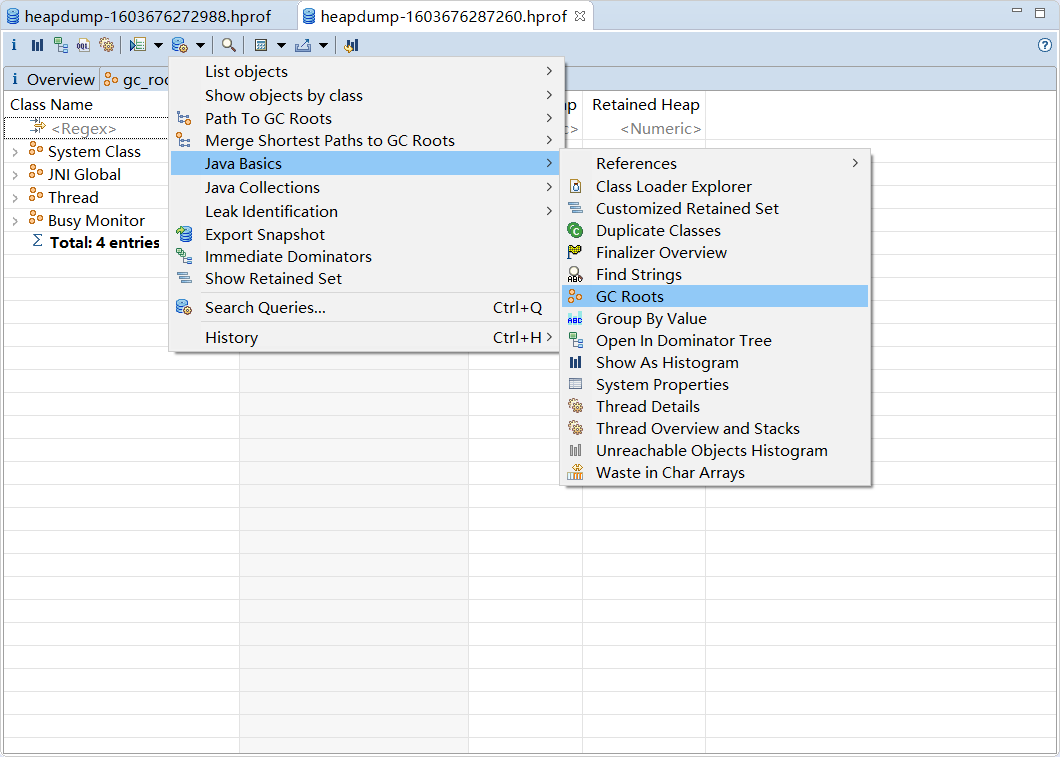 heapdump-1603676272988.hprof
heapdump-1603676287260.hprof
Overview
gc_roo
Class Name
Retained Heap
<Regex>
<Numeric>
System Class
JNI Global
Thread
Busy Monitor
Total: 4 entries
List objects
Show objects by class
Path To GC Roots
Merge Shortest Paths to GC Roots
Java Basics
Java Collections
Leak Identification
Export Snapshot
Immediate Dominators
Show Retained Set
Search Queries... Ctrl+Q
History Ctrl+H
References
Class Loader Explorer
Customized Retained Set
Duplicate Classes
Finalizer Overview
Find Strings
GC Roots
Group By Value
Open In Dominator Tree
Show As Histogram
System Properties
Thread Details
Thread Overview and Stacks
Unreachable Objects Histogram
Waste in Char Arrays